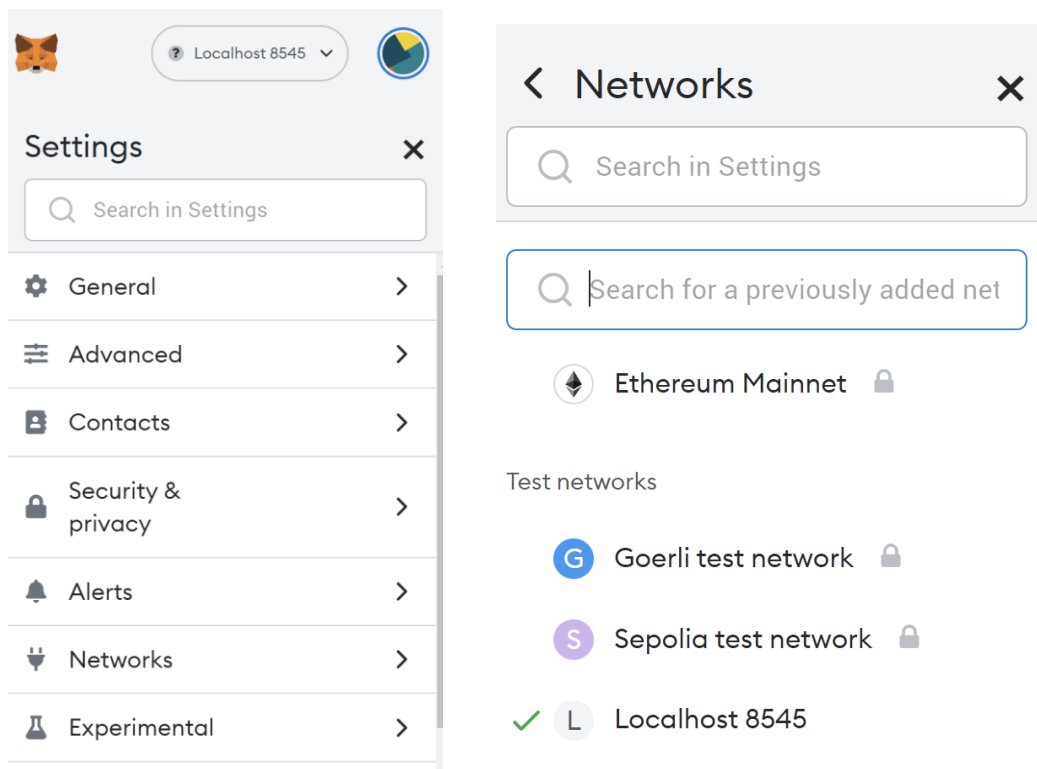 Localhost 8545
Settings
Search in Settings
General
Advanced
Contacts
Security &
privacy
Alerts
Networks
Experimental
Networks
Search in Settings
Search for a previously added net
Ethereum Mainnet
Test networks
G Goerli test network
S Sepolia test network
L Localhost 8545